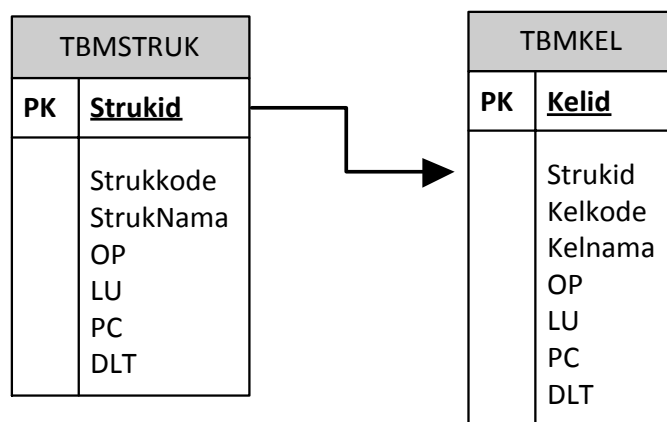 TBMSTRUK
PK Strukid
Strukkode
StrukNama
OP
LU
PC
DLT
TBMKEL
PK Kelid
Strukid
Kelkode
Kelnama
OP
LU
PC
DLT